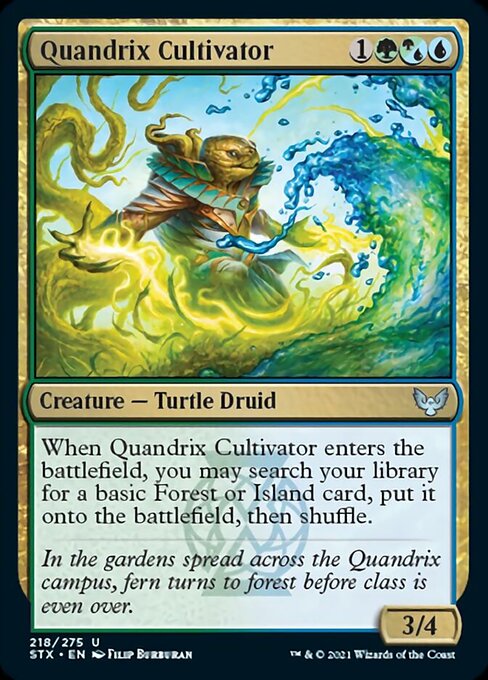 Quandrix Cultivator 1
Creature — Turtle Druid
When Quandrix Cultivator enters the
battlefield, you may search your library
for a basic Forest or Island card, put it
onto the battlefield, then shuffle.
In the gardens spread across the Quandrix
campus, fern turns to forest before class is
even over.
3/4
218/275 U
STX • EN Filip Burburan
™ & © 2021 Wizards of the Coast